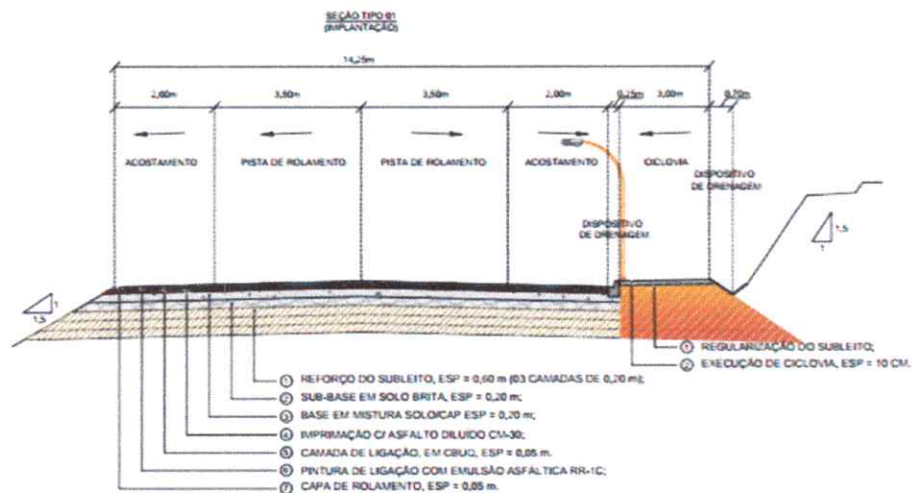 SEÇÃO TIPO 01
(IMPLANTAÇÃO)
14,25m
2,00m 3,50m 3,50m 2,00m 0,25m 3,00m 0,70m
ACOSTAMENTO PISTA DE ROLAMENTO PISTA DE ROLAMENTO ACOSTAMENTO CICLOVIA
DISPOSITIVO
DE DRENAGEM
DISPOSITIVO
DE DRENAGEM
1,5
1
1
1,5
1 REGULARIZAÇÃO DO SUBLEITO;
2 EXECUÇÃO DE CICLOVIA, ESP = 10 CM.
1 REFORÇO DO SUBLEITO, ESP = 0,60 m (03 CAMADAS DE 0,20 m);
2 SUB-BASE EM SOLO BRITA, ESP = 0,20 m;
3 BASE EM MISTURA SOLO/CAP ESP = 0,20 m;
4 IMPRIMAÇÃO C/ ASFALTO DILUÍDO CM-30;
5 CAMADA DE LIGAÇÃO, EM CBUQ, ESP = 0,05 m.
6 PINTURA DE LIGAÇÃO COM EMULSÃO ASFÁLTICA RR-1C;
7 CAPA DE ROLAMENTO, ESP = 0,05 m.